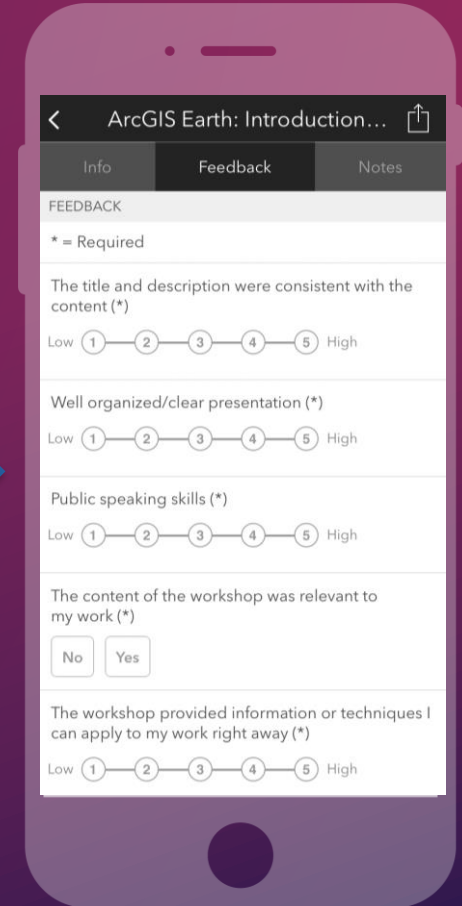 ArcGIS Earth: Introduction...
Info Feedback Notes
FEEDBACK
* = Required
The title and description were consistent with the
content (*)
Low 1 2 3 4 5 High
Well organized/clear presentation (*)
Low 1 2 3 4 5 High
Public speaking skills (*)
Low 1 2 3 4 5 High
The content of the workshop was relevant to
my work (*)
No Yes
The workshop provided information or techniques I
can apply to my work right away (*)
Low 1 2 3 4 5 High